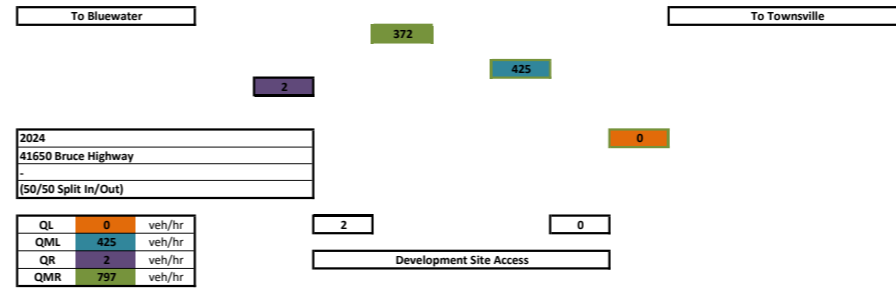 To Bluewater
To Townsville
372
425
2
2024
0
41650 Bruce Highway
-
(50/50 Split In/Out)
QL 0 veh/hr
2 0
QML 425 veh/hr
QR 2 veh/hr
Development Site Access
QMR 797 veh/hr